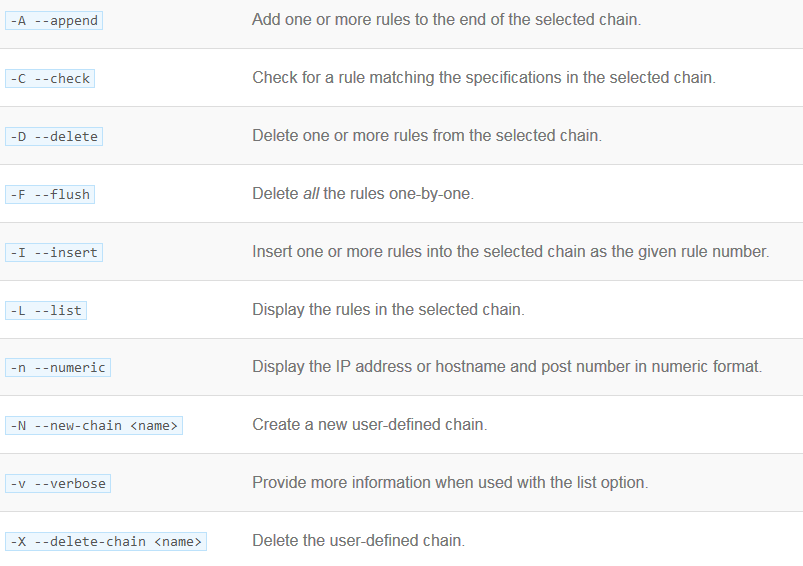 -A --append Add one or more rules to the end of the selected chain.
-C --check Check for a rule matching the specifications in the selected chain.
-D --delete Delete one or more rules from the selected chain.
-F --flush Delete all the rules one-by-one.
-I --insert Insert one or more rules into the selected chain as the given rule number.
-L --list Display the rules in the selected chain.
-n --numeric Display the IP address or hostname and post number in numeric format.
-N --new-chain <name> Create a new user-defined chain.
-v --verbose Provide more information when used with the list option.
-X --delete-chain <name> Delete the user-defined chain.